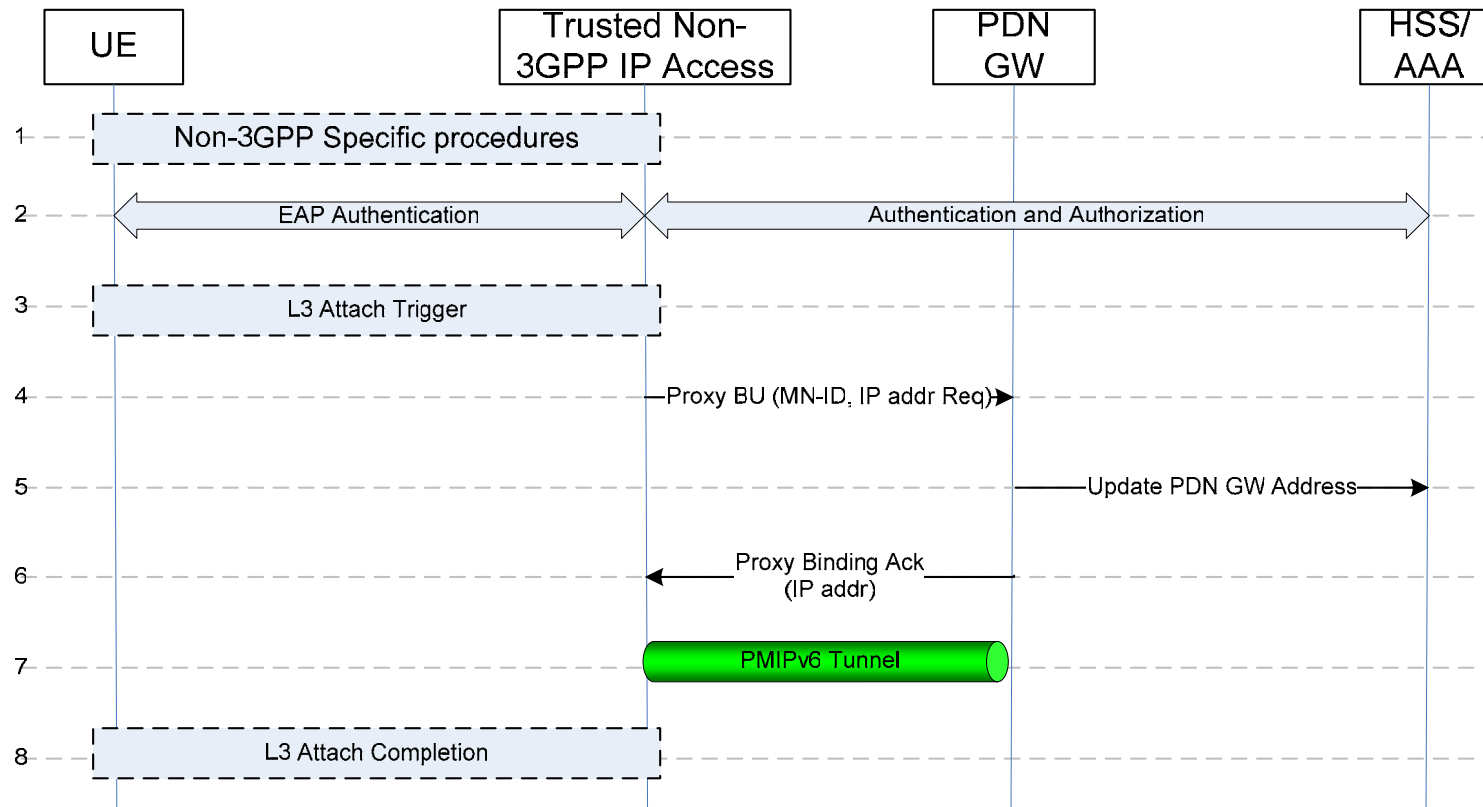 UE
Trusted Non-
3GPP IP Access
PDN
GW
HSS/
AAA
1
Non-3GPP Specific procedures
2
EAP Authentication
Authentication and Authorization
3
L3 Attach Trigger
4
Proxy BU (MN-ID, IP addr Req)
5
Update PDN GW Address
6
Proxy Binding Ack
(IP addr)
7
PMIPv6 Tunnel
8
L3 Attach Completion